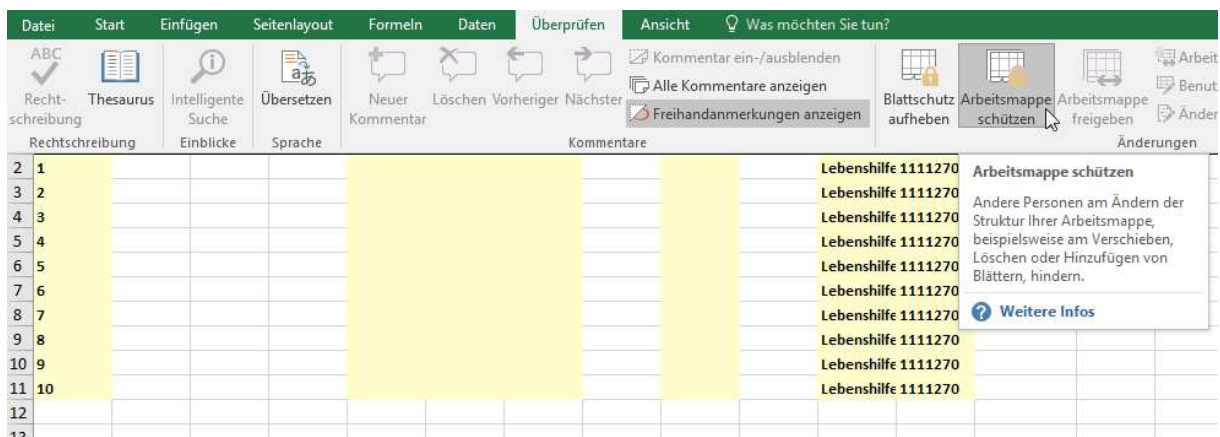 Datei Start Einfügen Seitenlayout Formeln Daten Überprüfen Ansicht Was möchten Sie tun?
ABC
Recht-
schreibung
Thesaurus
Rechtschreibung
Intelligente
Suche
Einblicke
Übersetzen
Sprache
Neuer
Kommentar
Löschen Vorheriger Nächster
Kommentar ein-/ausblenden
Alle Kommentare anzeigen
Freihandanmerkungen anzeigen
Kommentare
Blattschutz
aufheben
Arbeitsmappe
schützen
Arbeitsmappe
freigeben
Arbeit
Benut
Änder
Änderungen
2 1 Lebenshilfe 1111270
3 2 Lebenshilfe 1111270
4 3 Lebenshilfe 1111270
5 4 Lebenshilfe 1111270
6 5 Lebenshilfe 1111270
7 6 Lebenshilfe 1111270
8 7 Lebenshilfe 1111270
9 8 Lebenshilfe 1111270
10 9 Lebenshilfe 1111270
11 10 Lebenshilfe 1111270
12
Arbeitsmappe schützen
Andere Personen am Ändern der
Struktur Ihrer Arbeitsmappe,
beispielsweise am Verschieben,
Löschen oder Hinzufügen von
Blättern, hindern.
Weitere Infos